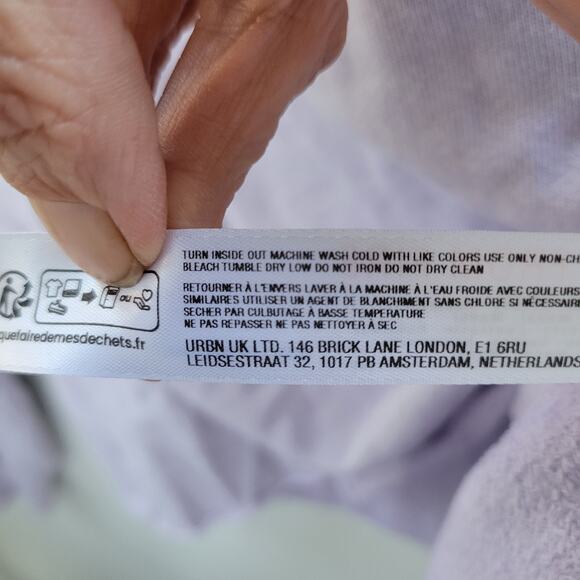 TURN INSIDE OUT MACHINE WASH COLD WITH LIKE COLORS USE ONLY NON-CH
BLEACH TUMBLE DRY LOW DO NOT IRON DO NOT DRY CLEAN
RETOURNER À L'ENVERS LAVER À LA MACHINE À L'EAU FROIDE AVEC COULEURS
SIMILAIRES UTILISER UN AGENT DE BLANCHIMENT SANS CHLORE SI NÉCESSAIRE
SECHER PAR CULBUTAGE À BASSE TEMPERATURE
NE PAS REPASSER NE PAS NETTOYER À SEC
URBN UK LTD. 146 BRICK LANE LONDON, E1 6RU
LEIDSESTRAAT 32, 1017 PB AMSTERDAM, NETHERLANDS
OU
quefairedemesdechets.fr